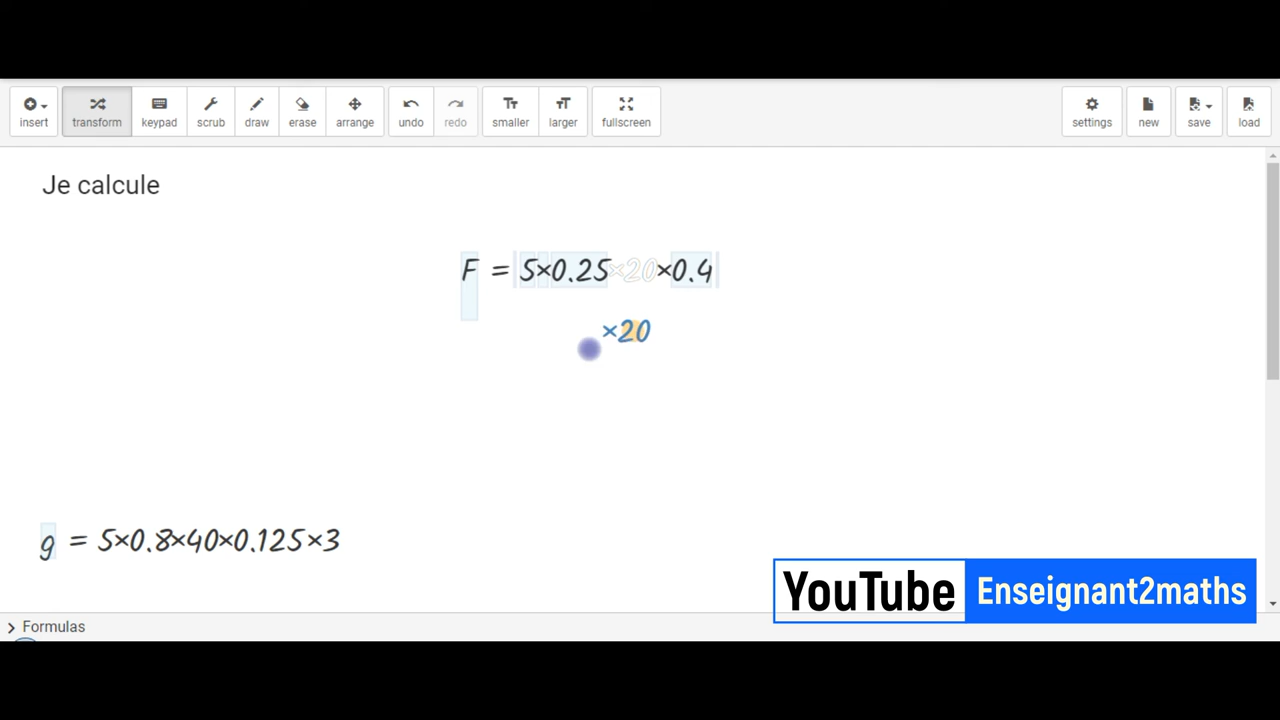 insert transform keypad scrub draw erase arrange undo redo smaller larger fullscreen settings new save load
Je calcule
F = 5×0.25×20×0.4
×20
g = 5×0.8×40×0.125×3
YouTube Enseignant2maths
Formulas